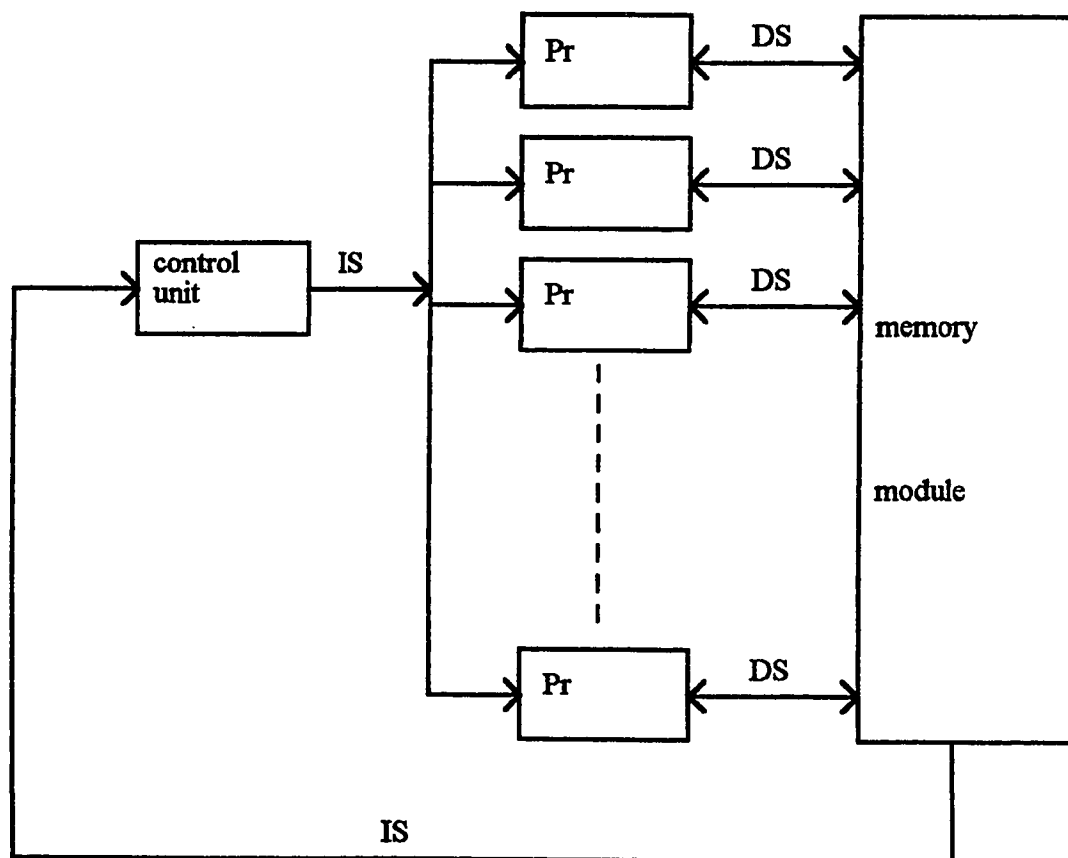 Pr
DS
Pr
DS
control
unit
IS
Pr
DS
memory
module
Pr
DS
IS